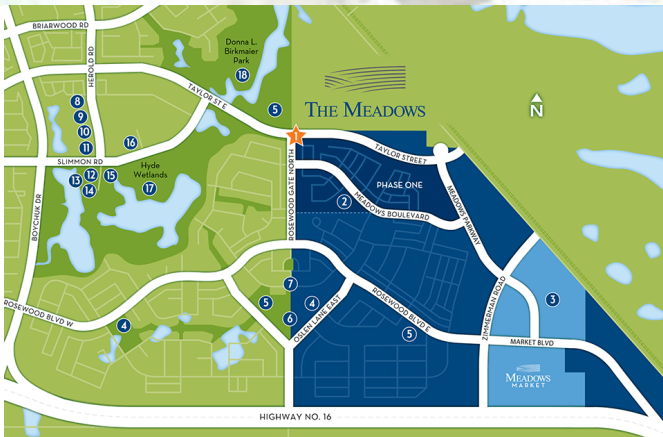 BRIARWOOD RD
HEROLD RD
Donna L.
Birkmaier
Park
18
TAYLOR ST E
5
THE MEADOWS
N
8
9
10
11
16
1
TAYLOR STREET
SLIMMON RD
Hyde
Wetlands
13
12
15
14
17
PHASE ONE
BOYCHUK DR
ROSEWOOD GATE NORTH
2
MEADOWS BOULEVARD
MEADOWS PARKWAY
7
5
4
6
OSLEN LANE EAST
ROSEWOOD BLVD E
ZIMMERMAN ROAD
3
ROSEWOOD BLVD W
4
5
MARKET BLVD
MEADOWS
MARKET
HIGHWAY NO. 16